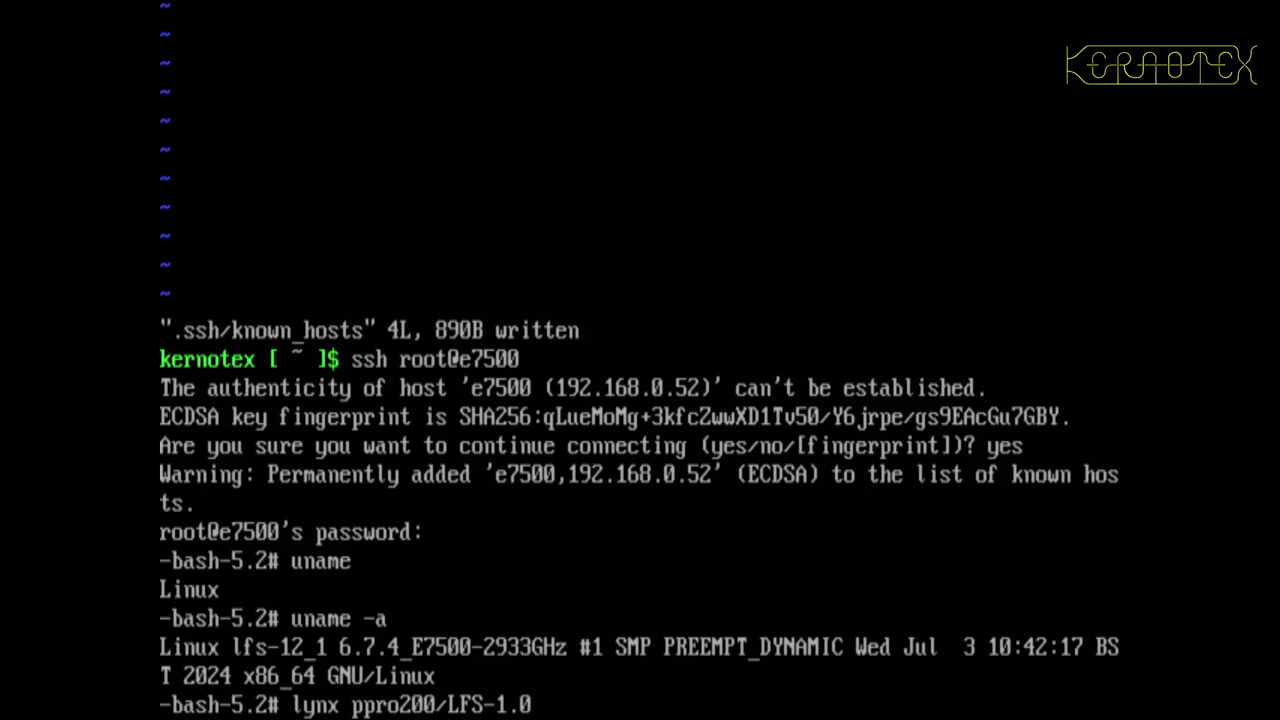 ~
~
~
~
~
~
~
~
~
~
~
KERNOTEX
".ssh/known_hosts" 4L, 890B written
kernotex [ ~ ]$ ssh root@e7500
The authenticity of host 'e7500 (192.168.0.52)' can't be established.
ECDSA key fingerprint is SHA256:qLueMoMg+3kfcZwwXD1Tv50/Y6jrpe/gs9EAcGu7GBY.
Are you sure you want to continue connecting (yes/no/[fingerprint])? yes
Warning: Permanently added 'e7500,192.168.0.52' (ECDSA) to the list of known hos
ts.
root@e7500's password:
-bash-5.2# uname
Linux
-bash-5.2# uname -a
Linux lfs-12_1 6.7.4_E7500-2933GHz #1 SMP PREEMPT_DYNAMIC Wed Jul  3 10:42:17 BS
T 2024 x86_64 GNU/Linux
-bash-5.2# lynx ppro200/LFS-1.0